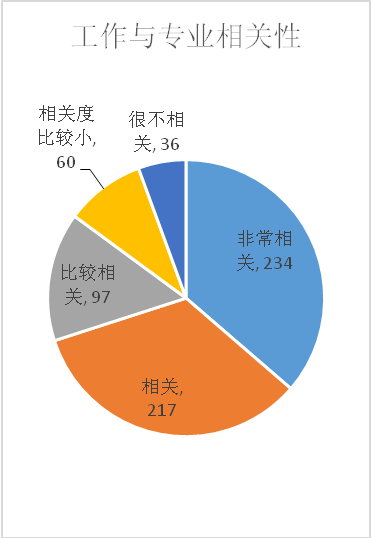 工作与专业相关性
相关度
比较小,
60
很不相
关, 36
非常相
关, 234
比较相
关, 97
相关,
217